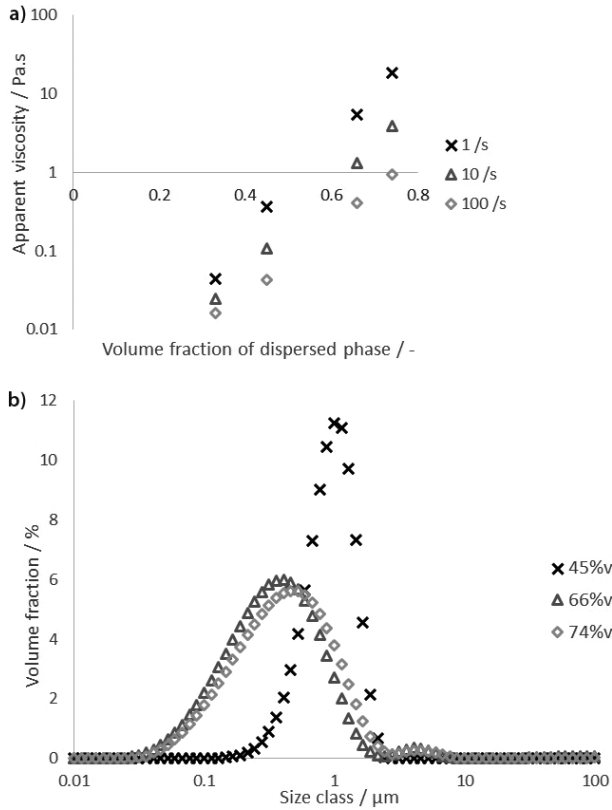 a)
100
10
1
0.1
0.01
0
0.2
0.4
0.6
0.8
Apparent viscosity / Pa.s
Volume fraction of dispersed phase / -
1 /s
10 /s
100 /s
b)
12
10
8
6
4
2
0
0.01
0.1
1
10
100
Volume fraction / %
Size class / µm
45%v
66%v
74%v